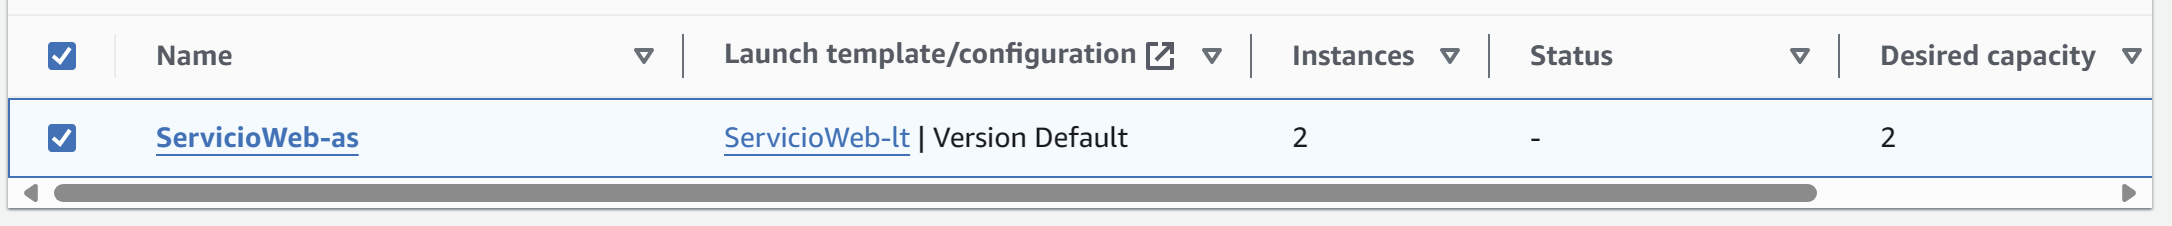 Name Launch template/configuration Instances Status Desired capacity
ServicioWeb-as ServicioWeb-lt | Version Default 2 - 2